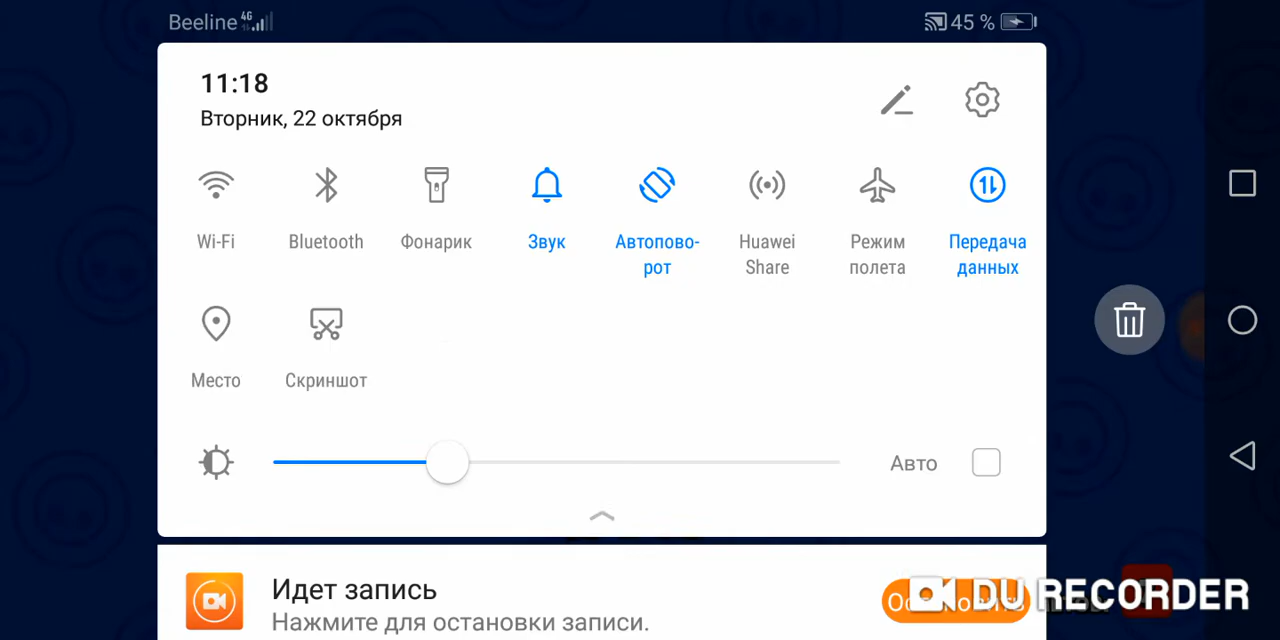 Beeline 4G
45 %
11:18
Вторник, 22 октября
Wi-Fi
Bluetooth
Фонарик
Звук
Автопово-
рот
Huawei
Share
Режим
полета
Передача
данных
Место
Скриншот
Авто
Идет запись
Нажмите для остановки записи.
DU RECORDER